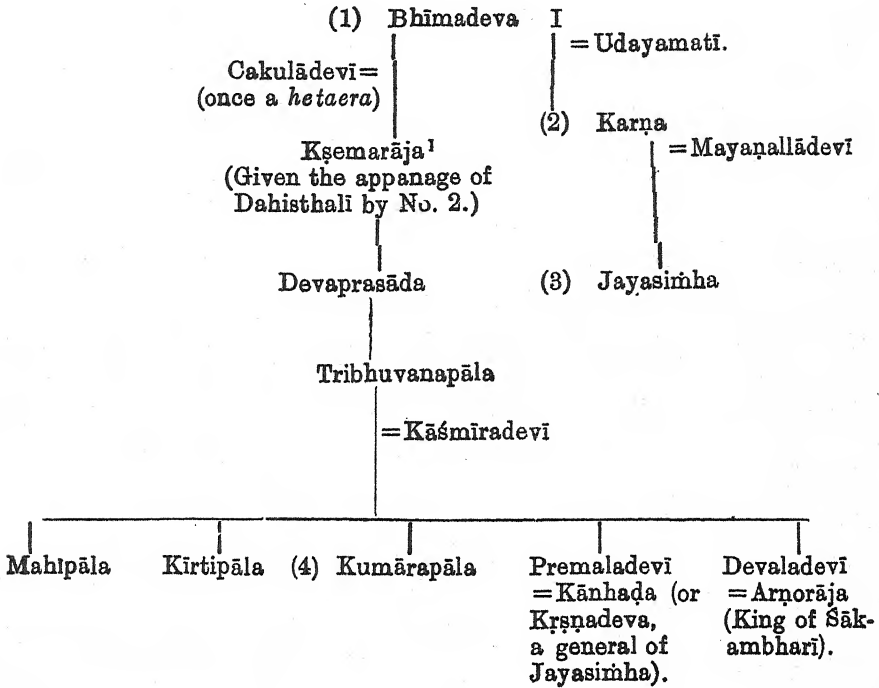 (1) Bhīmadeva I
= Udayamatī.
Cakulādevī=
(once a hetaera)
(2) Karṇa
Kṣemarāja¹
= Mayaṇallādevī
(Given the appanage of
Dahisthalī by No. 2.)
Devaprasāda
(3) Jayasiṁha
Tribhuvanapāla
= Kāśmīradevī
Mahīpāla Kīrtipāla (4) Kumārapāla Premaladevī Devaladevī
= Kānhaḍa (or = Arṇorāja
Kṛṣṇadeva, (King of Śāk-
a general of ambharī).
Jayasiṁha).